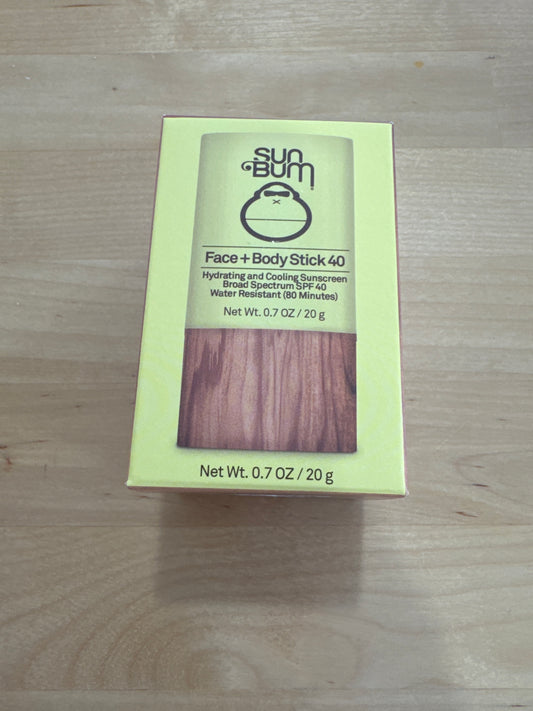 SUN
BUM
Face + Body Stick 40
Hydrating and Cooling Sunscreen
Broad Spectrum SPF 40
Water Resistant (80 Minutes)
Net Wt. 0.7 OZ / 20 g
Net Wt. 0.7 OZ / 20 g